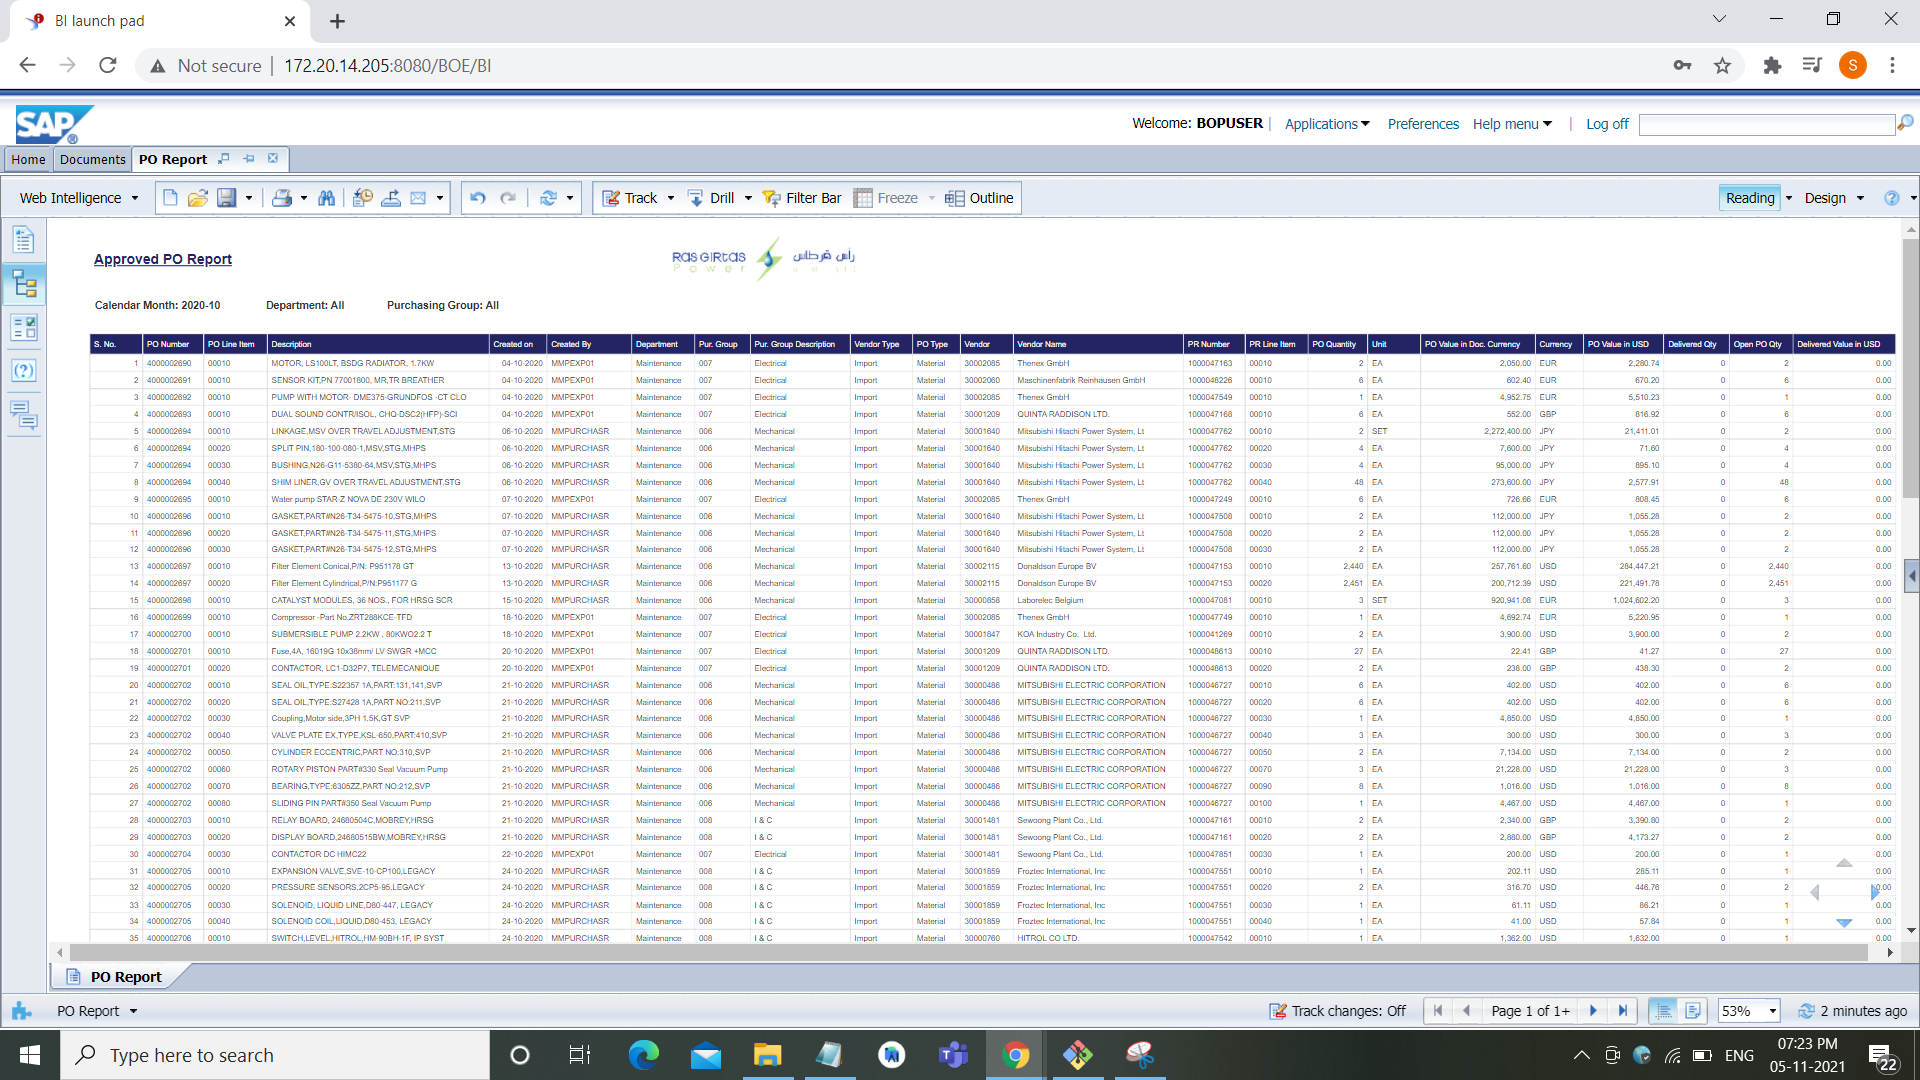 BI launch pad
Not secure 172.20.14.205:8080/BOE/BI
S
SAP
Welcome: BOPUSER Applications Preferences Help menu Log off
Home Documents PO Report
Web Intelligence Track Drill Filter Bar Freeze Outline Reading Design
Approved PO Report
RAS GIRTAS Power رأس قرطاس
Calendar Month: 2020-10 Department: All Purchasing Group: All
S. No. PO Number PO Line Item Description Created on Created By Department Pur. Group Pur. Group Description Vendor Type PO Type Vendor Vendor Name PR Number PR Line Item PO Quantity Unit PO Value in Doc. Currency Currency PO Value in USD Delivered Qty Open PO Qty Delivered Value in USD
1 4000002690 00010 MOTOR, LS100LT, BSDG RADIATOR, 1.7KW 04-10-2020 MMPEXP01 Maintenance 007 Electrical Import Material 30002085 Thenex GmbH 1000047163 00010 2 EA 2,050.00 EUR 2,280.74 0 2 0.00
2 4000002691 00010 SENSOR KIT,PN 77001800, MR,TR BREATHER 04-10-2020 MMPEXP01 Maintenance 007 Electrical Import Material 30002060 Maschinenfabrik Reinhausen GmbH 1000048226 00010 6 EA 602.40 EUR 670.20 0 6 0.00
3 4000002692 00010 PUMP WITH MOTOR- DME375-GRUNDFOS -CT CLO 04-10-2020 MMPEXP01 Maintenance 007 Electrical Import Material 30002085 Thenex GmbH 1000047549 00010 1 EA 4,952.75 EUR 5,510.23 0 1 0.00
4 4000002693 00010 DUAL SOUND CONTR/ISOL, CHQ-DSC2(HFP)-SCI 04-10-2020 MMPEXP01 Maintenance 007 Electrical Import Material 30001209 QUINTA RADDISON LTD. 1000047168 00010 6 EA 552.00 GBP 816.92 0 6 0.00
5 4000002694 00010 LINKAGE,MSV OVER TRAVEL ADJUSTMENT,STG 06-10-2020 MMPURCHASR Maintenance 006 Mechanical Import Material 30001640 Mitsubishi Hitachi Power System, Lt 1000047762 00010 2 SET 2,272,400.00 JPY 21,411.01 0 2 0.00
6 4000002694 00020 SPLIT PIN,180-100-080-1,MSV,STG,MHPS 06-10-2020 MMPURCHASR Maintenance 006 Mechanical Import Material 30001640 Mitsubishi Hitachi Power System, Lt 1000047762 00020 4 EA 7,600.00 JPY 71.60 0 4 0.00
7 4000002694 00030 BUSHING,N26-G11-5380-64,MSV,STG,MHPS 06-10-2020 MMPURCHASR Maintenance 006 Mechanical Import Material 30001640 Mitsubishi Hitachi Power System, Lt 1000047762 00030 4 EA 95,000.00 JPY 895.10 0 4 0.00
8 4000002694 00040 SHIM LINER,GV OVER TRAVEL ADJUSTMENT,STG 06-10-2020 MMPURCHASR Maintenance 006 Mechanical Import Material 30001640 Mitsubishi Hitachi Power System, Lt 1000047762 00040 48 EA 273,600.00 JPY 2,577.91 0 48 0.00
9 4000002695 00010 Water pump STAR-Z NOVA DE 230V WILO 07-10-2020 MMPEXP01 Maintenance 007 Electrical Import Material 30002085 Thenex GmbH 1000047249 00010 6 EA 726.66 EUR 808.45 0 6 0.00
10 4000002696 00010 GASKET,PART#N26-T34-5475-10,STG,MHPS 07-10-2020 MMPURCHASR Maintenance 006 Mechanical Import Material 30001640 Mitsubishi Hitachi Power System, Lt 1000047508 00010 2 EA 112,000.00 JPY 1,055.28 0 2 0.00
11 4000002696 00020 GASKET,PART#N26-T34-5475-11,STG,MHPS 07-10-2020 MMPURCHASR Maintenance 006 Mechanical Import Material 30001640 Mitsubishi Hitachi Power System, Lt 1000047508 00020 2 EA 112,000.00 JPY 1,055.28 0 2 0.00
12 4000002696 00030 GASKET,PART#N26-T34-5475-12,STG,MHPS 07-10-2020 MMPURCHASR Maintenance 006 Mechanical Import Material 30001640 Mitsubishi Hitachi Power System, Lt 1000047508 00030 2 EA 112,000.00 JPY 1,055.28 0 2 0.00
13 4000002697 00010 Filter Element Conical,P/N: P951178 GT 13-10-2020 MMPURCHASR Maintenance 006 Mechanical Import Material 30002115 Donaldson Europe BV 1000047153 00010 2,440 EA 257,761.60 USD 284,447.21 0 2,440 0.00
14 4000002697 00020 Filter Element Cylindrical,P/N:P951177 G 13-10-2020 MMPURCHASR Maintenance 006 Mechanical Import Material 30002115 Donaldson Europe BV 1000047153 00020 2,451 EA 200,712.39 USD 221,491.78 0 2,451 0.00
15 4000002698 00010 CATALYST MODULES, 36 NOS., FOR HRSG SCR 15-10-2020 MMPURCHASR Maintenance 006 Mechanical Import Material 30000858 Laborelec Belgium 1000047081 00010 3 SET 920,941.08 EUR 1,024,602.20 0 3 0.00
16 4000002699 00010 Compressor -Part No.ZRT288KCE-TFD 18-10-2020 MMPEXP01 Maintenance 007 Electrical Import Material 30002085 Thenex GmbH 1000047749 00010 1 EA 4,692.74 EUR 5,220.95 0 1 0.00
17 4000002700 00010 SUBMERSIBLE PUMP 2.2KW , 80KWO2.2 T 18-10-2020 MMPEXP01 Maintenance 007 Electrical Import Material 30001847 KOA Industry Co. Ltd. 1000041269 00010 2 EA 3,900.00 USD 3,900.00 0 2 0.00
18 4000002701 00010 Fuse,4A, 16019G 10x38mm/ LV SWGR +MCC 20-10-2020 MMPEXP01 Maintenance 007 Electrical Import Material 30001209 QUINTA RADDISON LTD. 1000048613 00010 27 EA 22.41 GBP 41.27 0 27 0.00
19 4000002701 00020 CONTACTOR, LC1-D32P7, TELEMECANIQUE 20-10-2020 MMPEXP01 Maintenance 007 Electrical Import Material 30001209 QUINTA RADDISON LTD. 1000048613 00020 2 EA 238.00 GBP 438.30 0 2 0.00
20 4000002702 00010 SEAL OIL,TYPE:S22357 1A,PART:131,141,SVP 21-10-2020 MMPURCHASR Maintenance 006 Mechanical Import Material 30000486 MITSUBISHI ELECTRIC CORPORATION 1000046727 00010 6 EA 402.00 USD 402.00 0 6 0.00
21 4000002702 00020 SEAL OIL,TYPE:S27428 1A,PART NO:211,SVP 21-10-2020 MMPURCHASR Maintenance 006 Mechanical Import Material 30000486 MITSUBISHI ELECTRIC CORPORATION 1000046727 00020 6 EA 402.00 USD 402.00 0 6 0.00
22 4000002702 00030 Coupling,Motor side,3PH 1.5K,GT SVP 21-10-2020 MMPURCHASR Maintenance 006 Mechanical Import Material 30000486 MITSUBISHI ELECTRIC CORPORATION 1000046727 00030 1 EA 4,850.00 USD 4,850.00 0 1 0.00
23 4000002702 00040 VALVE PLATE EX,TYPE,KSL-650,PART:410,SVP 21-10-2020 MMPURCHASR Maintenance 006 Mechanical Import Material 30000486 MITSUBISHI ELECTRIC CORPORATION 1000046727 00040 3 EA 300.00 USD 300.00 0 3 0.00
24 4000002702 00050 CYLINDER ECCENTRIC,PART NO:310,SVP 21-10-2020 MMPURCHASR Maintenance 006 Mechanical Import Material 30000486 MITSUBISHI ELECTRIC CORPORATION 1000046727 00050 2 EA 7,134.00 USD 7,134.00 0 2 0.00
25 4000002702 00060 ROTARY PISTON PART#330 Seal Vacuum Pump 21-10-2020 MMPURCHASR Maintenance 006 Mechanical Import Material 30000486 MITSUBISHI ELECTRIC CORPORATION 1000046727 00070 3 EA 21,228.00 USD 21,228.00 0 3 0.00
26 4000002702 00070 BEARING,TYPE:6305ZZ,PART NO:212,SVP 21-10-2020 MMPURCHASR Maintenance 006 Mechanical Import Material 30000486 MITSUBISHI ELECTRIC CORPORATION 1000046727 00090 8 EA 1,016.00 USD 1,016.00 0 8 0.00
27 4000002702 00080 SLIDING PIN PART#350 Seal Vacuum Pump 21-10-2020 MMPURCHASR Maintenance 006 Mechanical Import Material 30000486 MITSUBISHI ELECTRIC CORPORATION 1000046727 00100 1 EA 4,467.00 USD 4,467.00 0 1 0.00
28 4000002703 00010 RELAY BOARD, 24680504C,MOBREY,HRSG 21-10-2020 MMPURCHASR Maintenance 008 I & C Import Material 30001481 Sewoong Plant Co., Ltd. 1000047161 00010 2 EA 2,340.00 GBP 3,390.80 0 2 0.00
29 4000002703 00020 DISPLAY BOARD,24680515BW,MOBREY,HRSG 21-10-2020 MMPURCHASR Maintenance 008 I & C Import Material 30001481 Sewoong Plant Co., Ltd. 1000047161 00020 2 EA 2,880.00 GBP 4,173.27 0 2 0.00
30 4000002704 00030 CONTACTOR DC HIMC22 22-10-2020 MMPEXP01 Maintenance 007 Electrical Import Material 30001481 Sewoong Plant Co., Ltd. 1000047851 00030 1 EA 200.00 USD 200.00 0 1 0.00
31 4000002705 00010 EXPANSION VALVE,SVE-10-CP100,LEGACY 24-10-2020 MMPURCHASR Maintenance 008 I & C Import Material 30001859 Froztec International, Inc 1000047551 00010 1 EA 202.11 USD 285.11 0 1 0.00
32 4000002705 00020 PRESSURE SENSORS,2CP5-95,LEGACY 24-10-2020 MMPURCHASR Maintenance 008 I & C Import Material 30001859 Froztec International, Inc 1000047551 00020 2 EA 316.70 USD 446.76 0 2 0.00
33 4000002705 00030 SOLENOID, LIQUID LINE,D80-447, LEGACY 24-10-2020 MMPURCHASR Maintenance 008 I & C Import Material 30001859 Froztec International, Inc 1000047551 00030 1 EA 61.11 USD 86.21 0 1 0.00
34 4000002705 00040 SOLENOID COIL,LIQUID,D80-453, LEGACY 24-10-2020 MMPURCHASR Maintenance 008 I & C Import Material 30001859 Froztec International, Inc 1000047551 00040 1 EA 41.00 USD 57.84 0 1 0.00
35 4000002706 00010 SWITCH,LEVEL,HITROL,HM-90BH-1F, IP SYST 24-10-2020 MMPURCHASR Maintenance 008 I & C Import Material 30000760 HITROL CO LTD. 1000047542 00010 1 EA 1,362.00 USD 1,632.00 0 1 0.00
PO Report
PO Report Track changes: Off Page 1 of 1+ 53% 2 minutes ago
Type here to search ENG 07:23 PM 05-11-2021 22